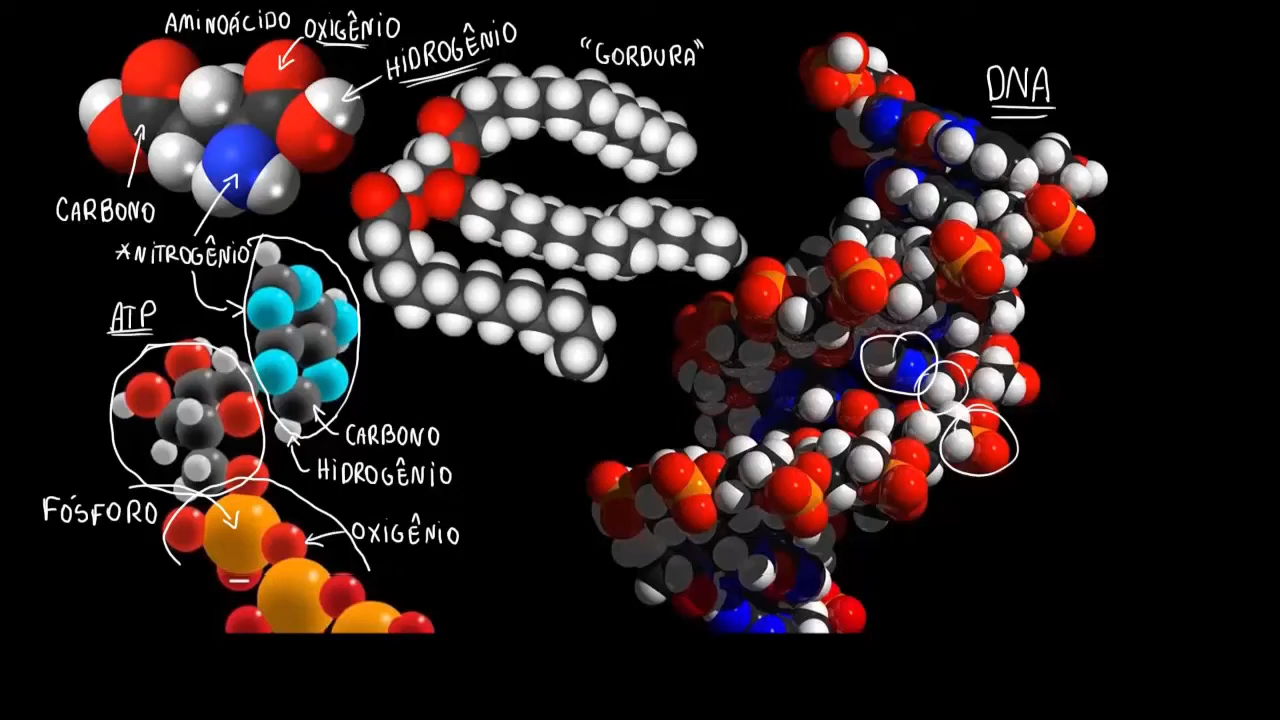 AMINOÁCIDO
OXIGÊNIO
HIDROGÊNIO
"GORDURA"
DNA
CARBONO
*NITROGÊNIO
ATP
CARBONO
HIDROGÊNIO
FÓSFORO
OXIGÊNIO